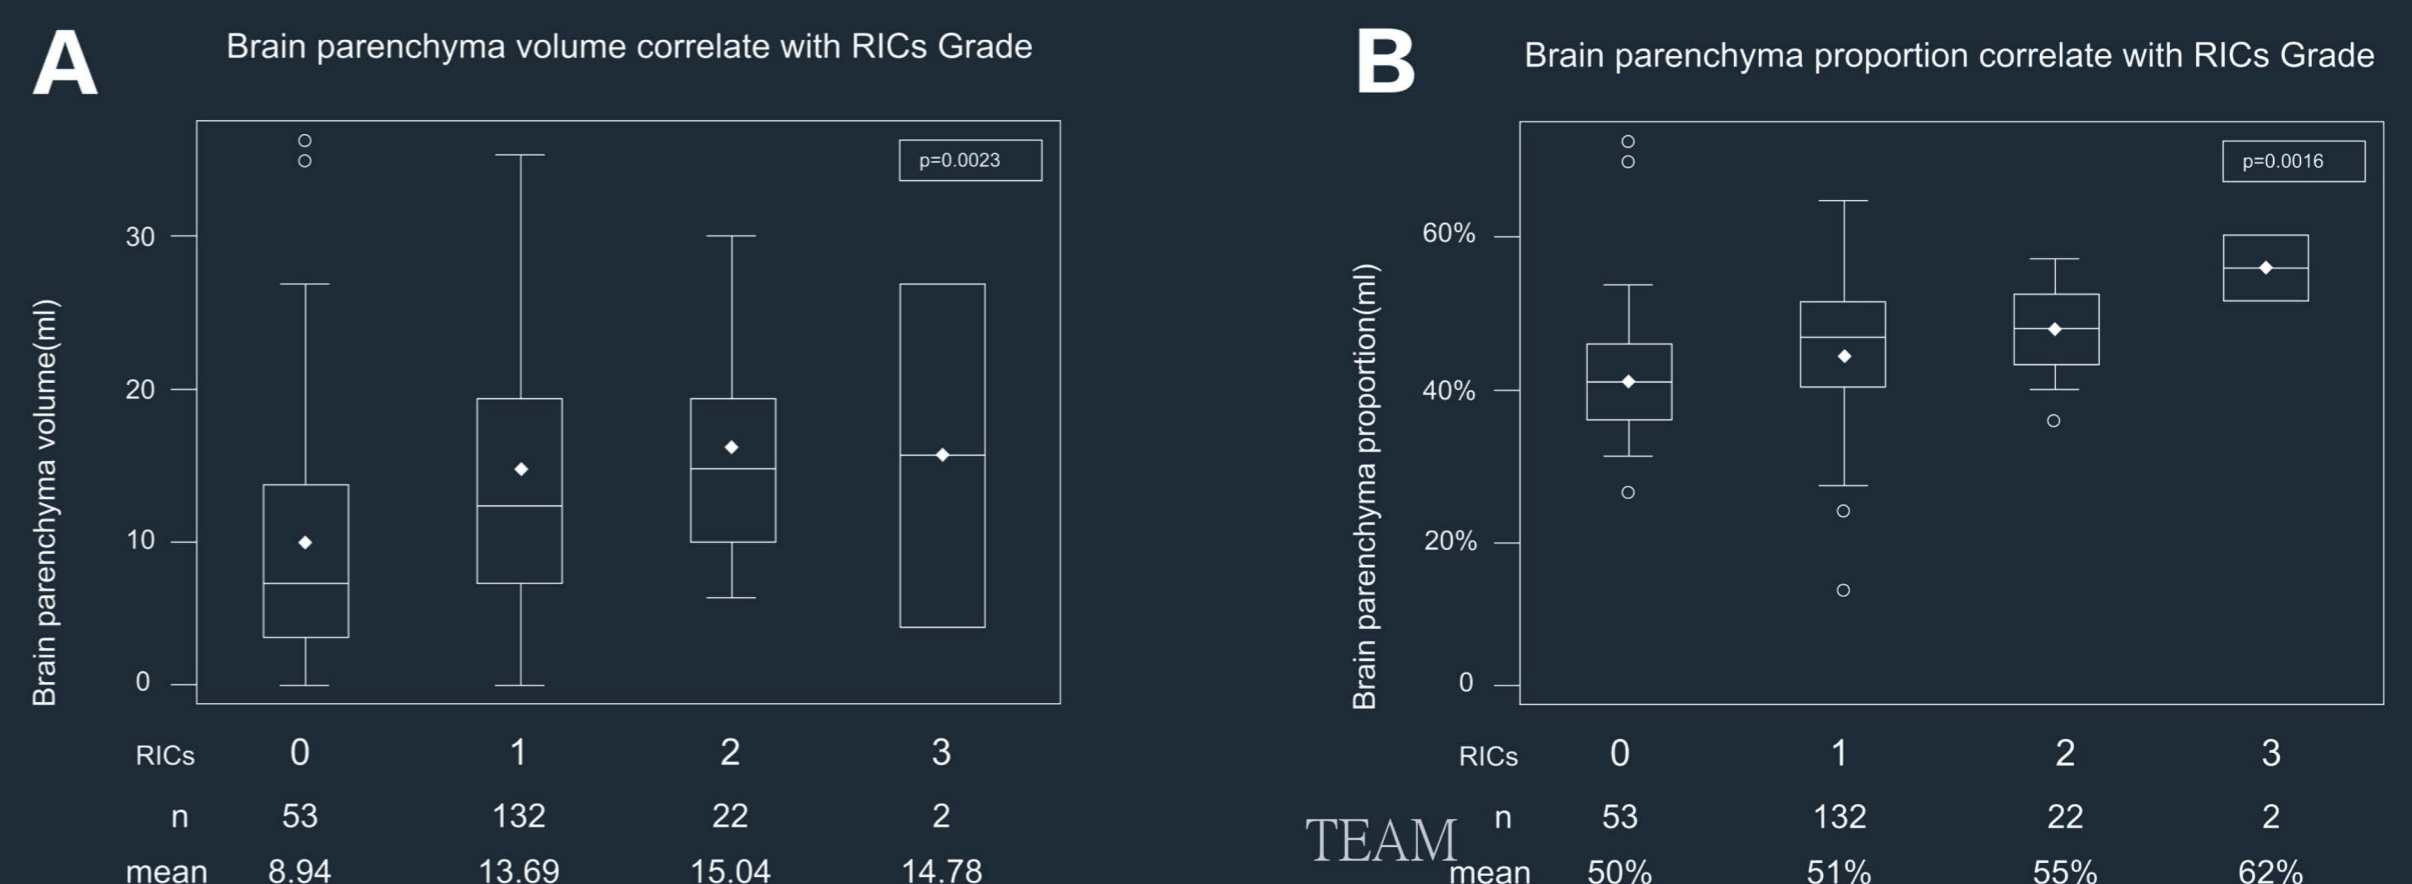 A
Brain parenchyma volume correlate with RICs Grade
p=0.0023
Brain parenchyma volume(ml)
30
20
10
0
RICs 0 1 2 3
n 53 132 22 2
mean 8.94 13.69 15.04 14.78
B
Brain parenchyma proportion correlate with RICs Grade
p=0.0016
Brain parenchyma proportion(ml)
60%
40%
20%
0
RICs 0 1 2 3
n 53 132 22 2
mean 50% 51% 55% 62%
TEAM